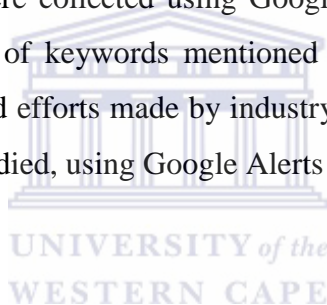 ere collected using Googl
of keywords mentioned
d efforts made by industry
died, using Google Alerts
UNIVERSITY of the
WESTERN CAPE